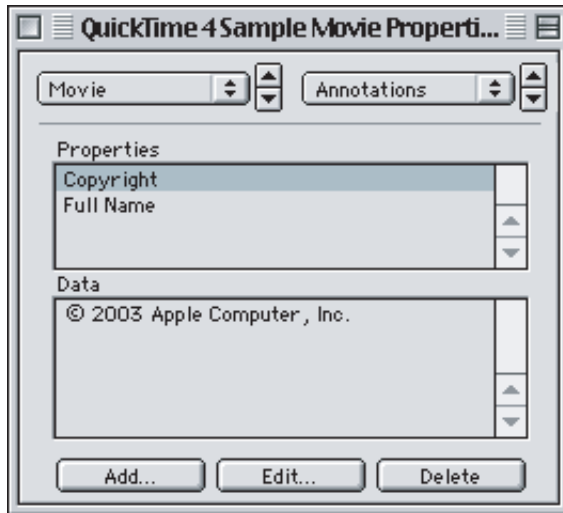 QuickTime 4 Sample Movie Properti...
Movie
Annotations
Properties
Copyright
Full Name
Data
© 2003 Apple Computer, Inc.
Add...
Edit...
Delete